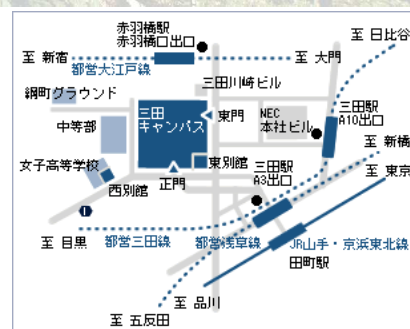 赤羽橋駅
赤羽橋口出口
至 日比谷
至 新宿
至 大門
都営大江戸線
三田川崎ビル
綱町グラウンド
三田
キャンパス
東門
NEC
本社ビル
三田駅
A10出口
中等部
至 新橋
女子高等学校
東別館
三田駅
A3出口
至 東京
西別館
正門
至 目黒
都営三田線
都営浅草線
JR山手・京浜東北線
田町駅
至 品川
至 五反田